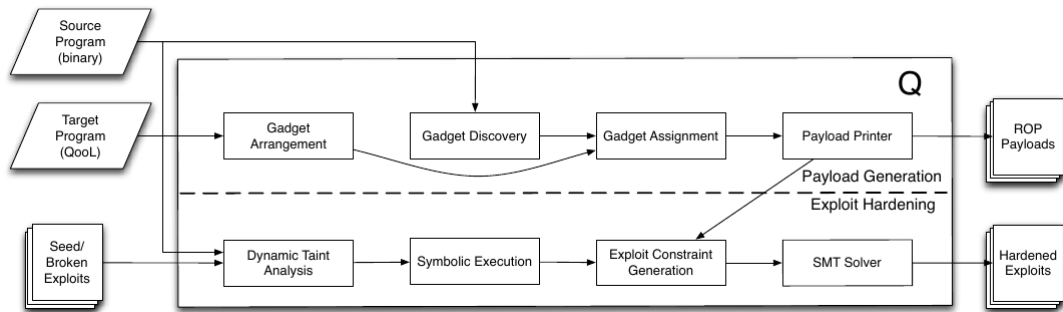 Source
Program
(binary)
Q
Target
Program
(QooL)
Gadget
Arrangement
Gadget Discovery
Gadget Assignment
Payload Printer
ROP
Payloads
Payload Generation
Exploit Hardening
Seed/
Broken
Exploits
Dynamic Taint
Analysis
Symbolic Execution
Exploit Constraint
Generation
SMT Solver
Hardened
Exploits